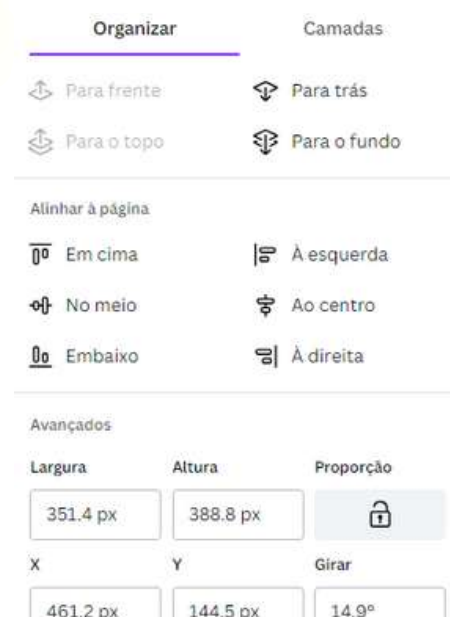 Organizar Camadas
Para frente Para trás
Para o topo Para o fundo
Alinhar à página
Em cima À esquerda
No meio Ao centro
Embaixo À direita
Avançados
Largura Altura Proporção
351.4 px 388.8 px
X Y Girar
461.2 px 144.5 px 14.9°